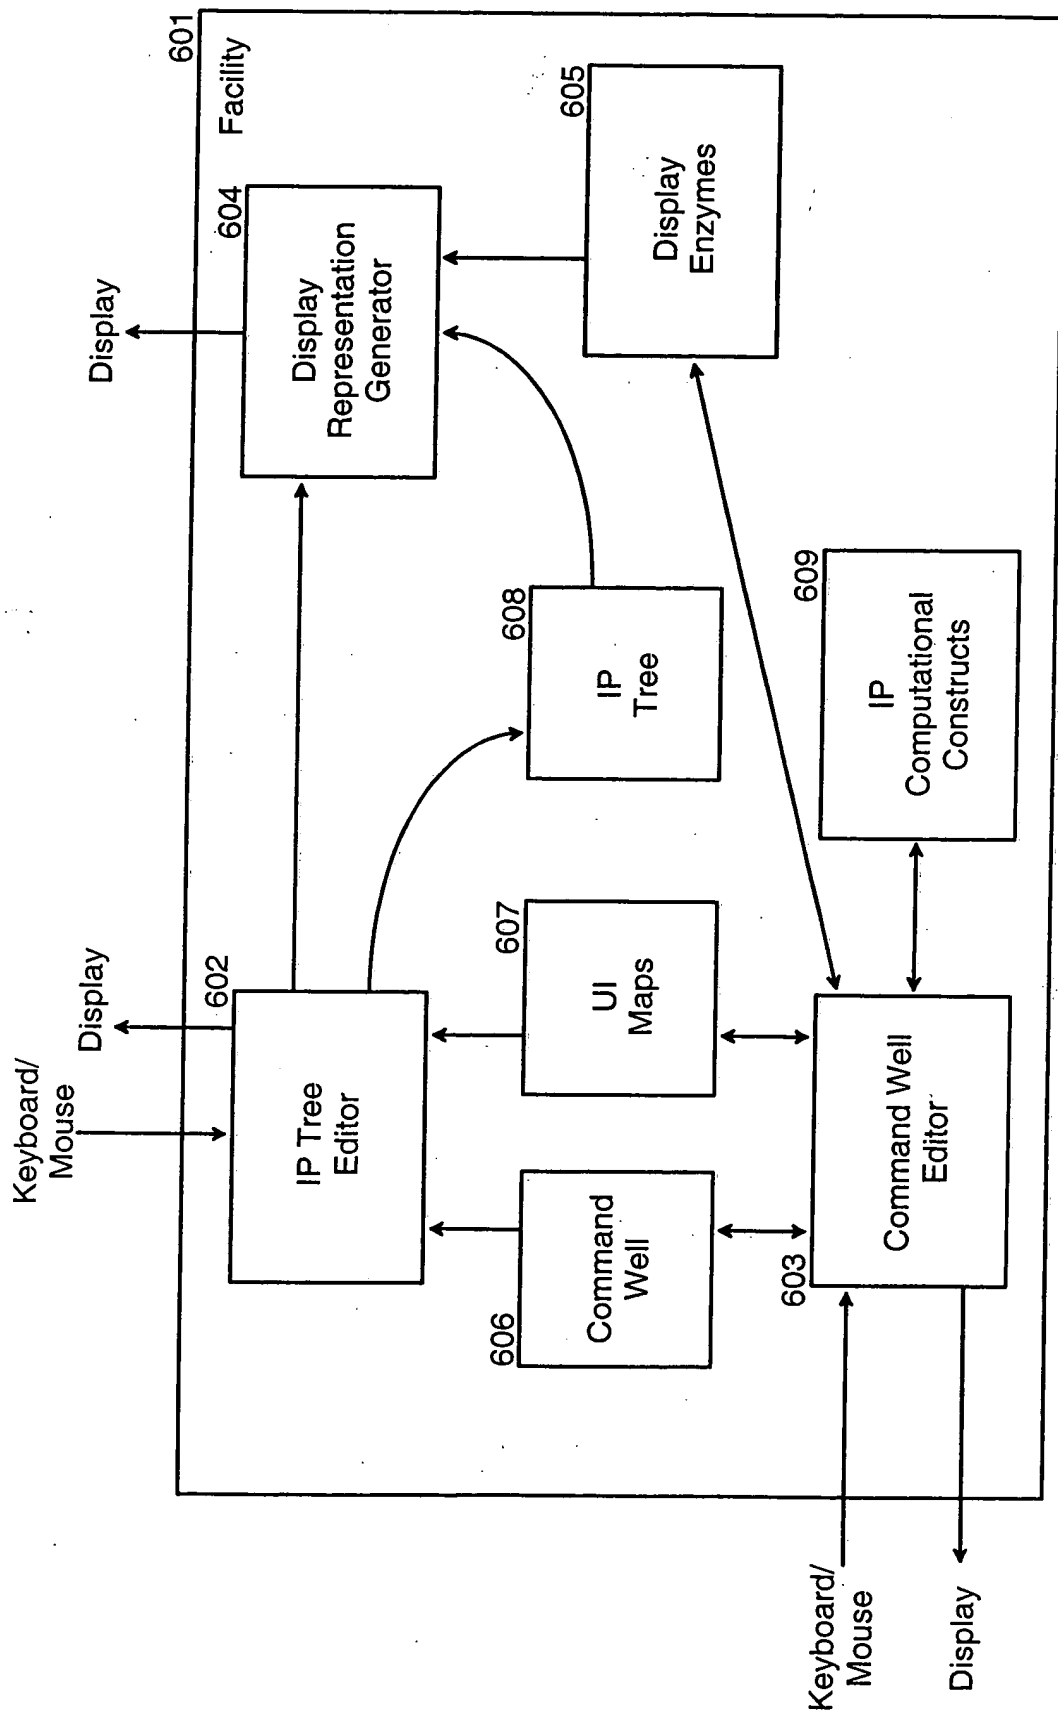 Keyboard/
Mouse
Display
Display
601
Facility
602
IP Tree
Editor
604
Display
Representation
Generator
606
Command
Well
607
UI
Maps
608
IP
Tree
605
Display
Enzymes
603
Command Well
Editor
609
IP
Computational
Constructs
Keyboard/
Mouse
Display